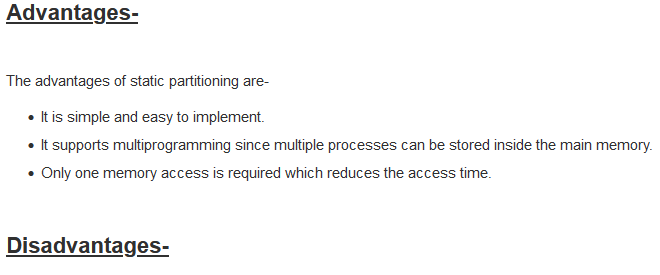 Advantages-
The advantages of static partitioning are-
• It is simple and easy to implement.
• It supports multiprogramming since multiple processes can be stored inside the main memory.
• Only one memory access is required which reduces the access time.
Disadvantages-